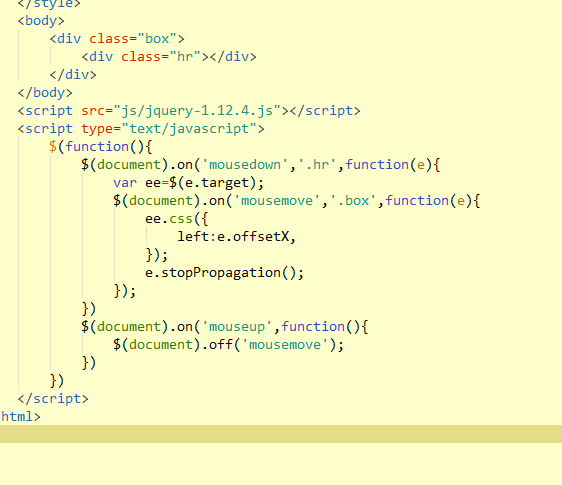 </style>
<body>
<div class="box">
<div class="hr"></div>
</div>
</body>
<script src="js/jquery-1.12.4.js"></script>
<script type="text/javascript">
$(function(){
$(document).on('mousedown','.hr',function(e){
var ee=$(e.target);
$(document).on('mousemove','.box',function(e){
ee.css({
left:e.offsetX,
});
e.stopPropagation();
});
})
$(document).on('mouseup',function(){
$(document).off('mousemove');
})
})
</script>
html>